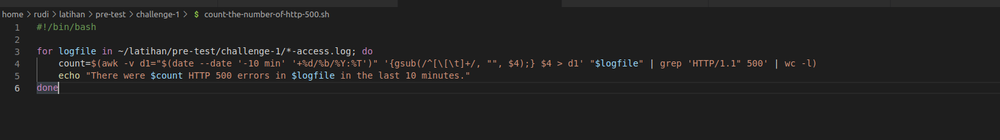 home > rudi > latihan > pre-test > challenge-1 > $ count-the-number-of-http-500.sh
1 #!/bin/bash
2
3 for logfile in ~/latihan/pre-test/challenge-1/*-access.log; do
4 count=$(awk -v d1="$(date --date '-10 min' '+%d/%b/%Y:%T')" '{gsub(/^[\[\t]+/, "", $4);} $4 > d1' "$logfile" | grep 'HTTP/1.1" 500' | wc -l)
5 echo "There were $count HTTP 500 errors in $logfile in the last 10 minutes."
6 done